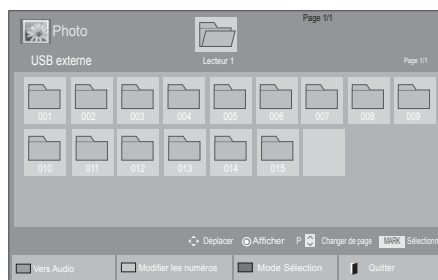 Page 1/1
Photo
USB externe
Lecteur 1
Page 1/1
001 002 003 004 005 006 007 008 009
010 011 012 013 014 015
Déplacer Afficher P Changer de page MARK Sélectionn
Vers Audio Modifier les numéros Mode Sélection Quitter